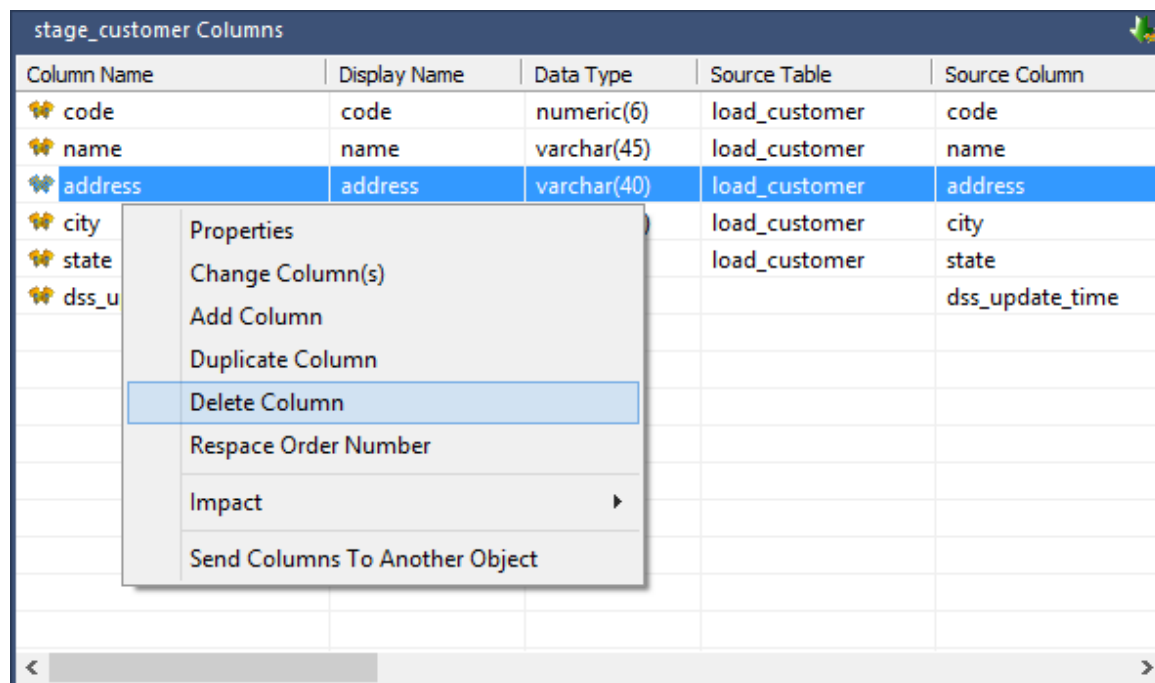 stage_customer Columns
Column Name Display Name Data Type Source Table Source Column
code code numeric(6) load_customer code
name name varchar(45) load_customer name
address address varchar(40) load_customer address
city ) load_customer city
state load_customer state
dss_u dss_update_time
Properties
Change Column(s)
Add Column
Duplicate Column
Delete Column
Respace Order Number
Impact
Send Columns To Another Object